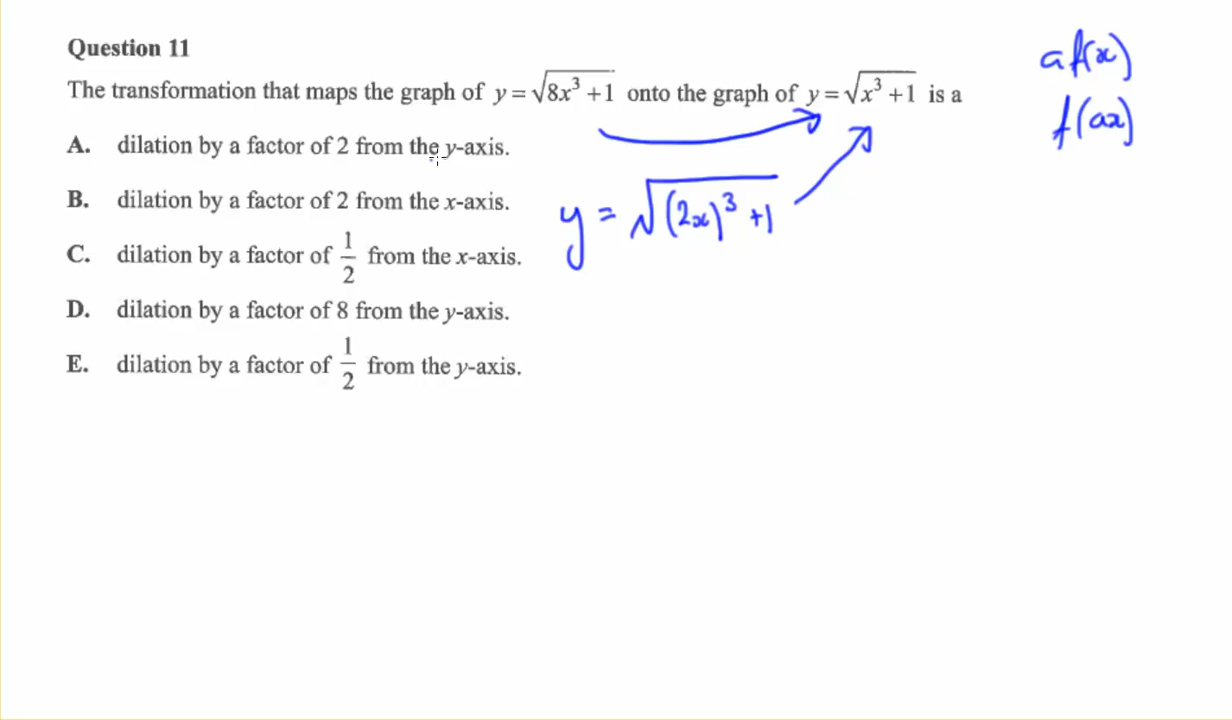 Question 11
The transformation that maps the graph of y = √(8x³ + 1) onto the graph of y = √(x³ + 1) is a
A. dilation by a factor of 2 from the y-axis.
B. dilation by a factor of 2 from the x-axis.
C. dilation by a factor of 1/2 from the x-axis.
D. dilation by a factor of 8 from the y-axis.
E. dilation by a factor of 1/2 from the y-axis.
y = √((2x)³ + 1)
af(x)
f(ax)